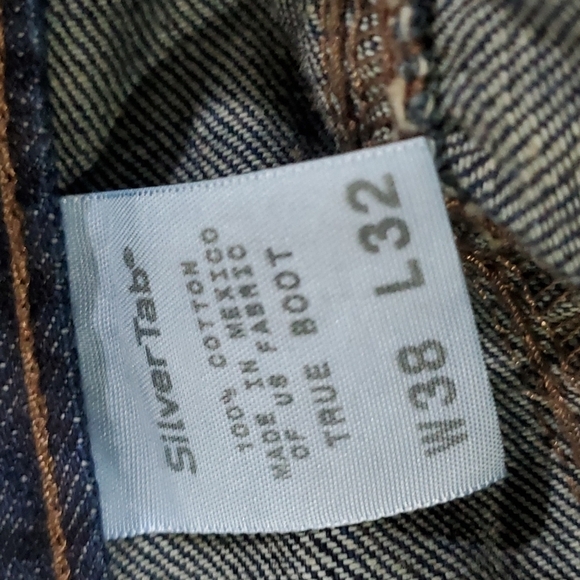 SilverTab®
100% COTTON
MADE IN MEXICO
OF US FABRIC
TRUE BOOT
W38 L32